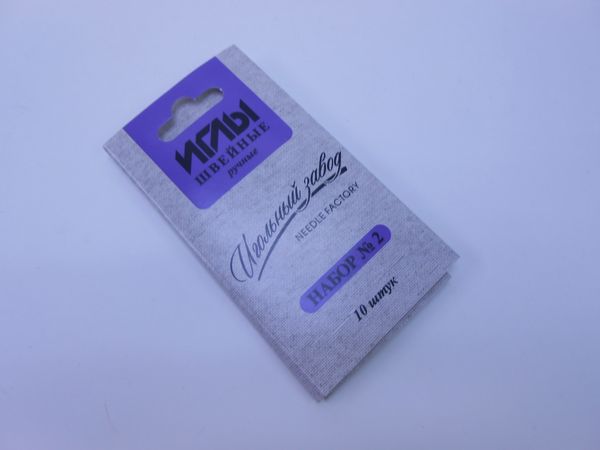 ИГЛЫ
ШВЕЙНЫЕ
ручные
Игольный завод
NEEDLE FACTORY
НАБОР № 2
10 штук